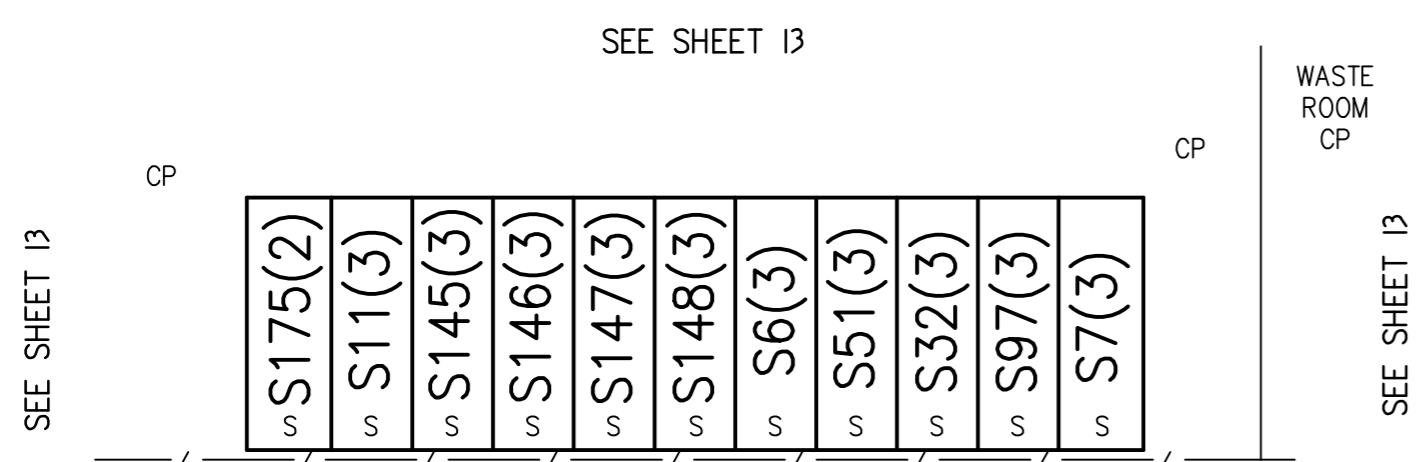 SEE SHEET 13
WASTE
ROOM
CP
CP
CP
SEE SHEET 13
S175(2)
S11(3)
S145(3)
S146(3)
S147(3)
S148(3)
S6(3)
S51(3)
S32(3)
S97(3)
S7(3)
SEE SHEET 13
S S S S S S S S S S S